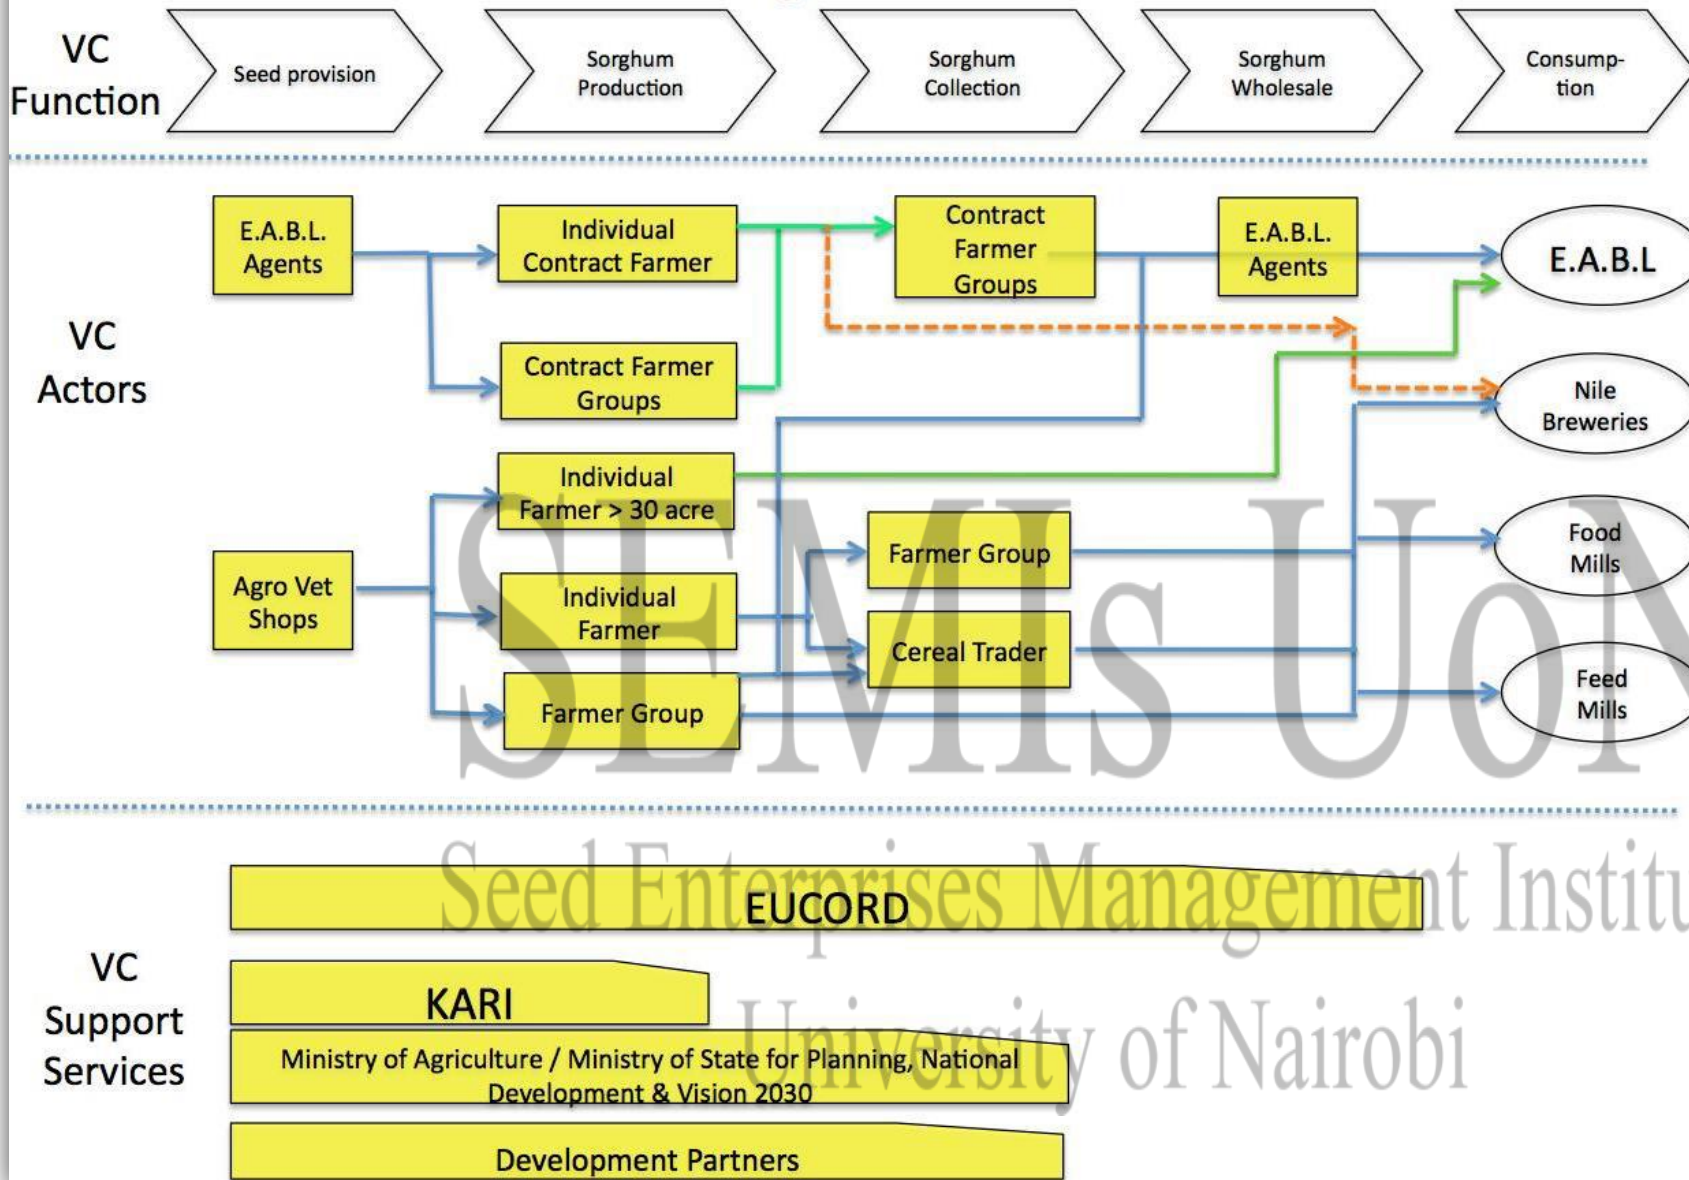 VC
Function
Seed provision
Sorghum
Production
Sorghum
Collection
Sorghum
Wholesale
Consump-
tion
VC
Actors
E.A.B.L.
Agents
Individual
Contract Farmer
Contract
Farmer
Groups
E.A.B.L.
Agents
E.A.B.L
Contract Farmer
Groups
Nile
Breweries
Individual
Farmer > 30 acre
Agro Vet
Shops
Individual
Farmer
Farmer Group
Farmer Group
Cereal Trader
Food
Mills
Feed
Mills
SEMIs UoN
Seed Enterprises Management Institu
University of Nairobi
VC
Support
Services
EUCORD
KARI
Ministry of Agriculture / Ministry of State for Planning, National
Development & Vision 2030
Development Partners